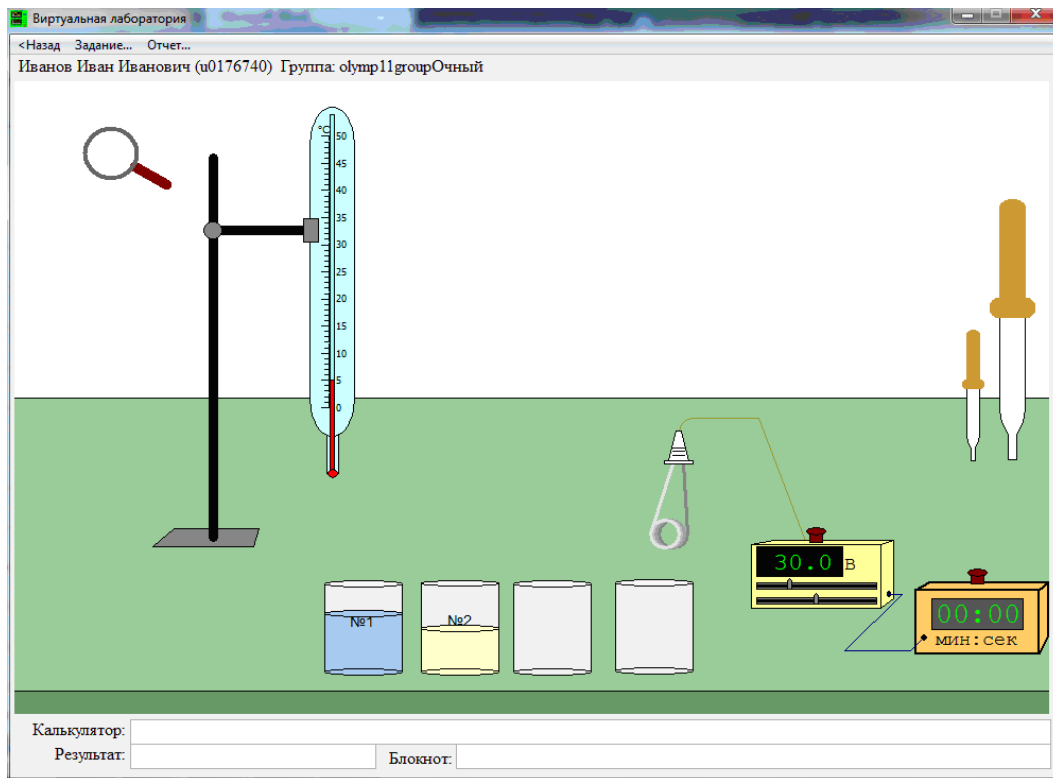 Виртуальная лаборатория
<Назад Задание... Отчет...
Иванов Иван Иванович (u0176740) Группа: olymp11groupОчный
°C
50
45
40
35
30
25
20
15
10
5
0
30.0 В
№1 №2
00:00
мин:сек
Калькулятор:
Результат: Блокнот: